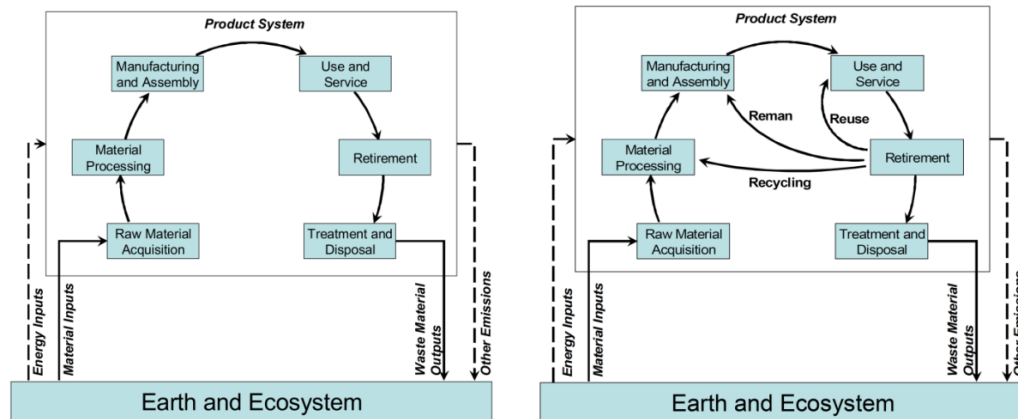 Product System
Manufacturing
and Assembly
Use and
Service
Material
Processing
Retirement
Raw Material
Acquisition
Treatment and
Disposal
Energy Inputs
Material Inputs
Waste Material
Outputs
Other Emissions
Earth and Ecosystem
Product System
Manufacturing
and Assembly
Use and
Service
Reman
Reuse
Material
Processing
Retirement
Recycling
Raw Material
Acquisition
Treatment and
Disposal
Energy Inputs
Material Inputs
Waste Material
Outputs
Other Emissions
Earth and Ecosystem